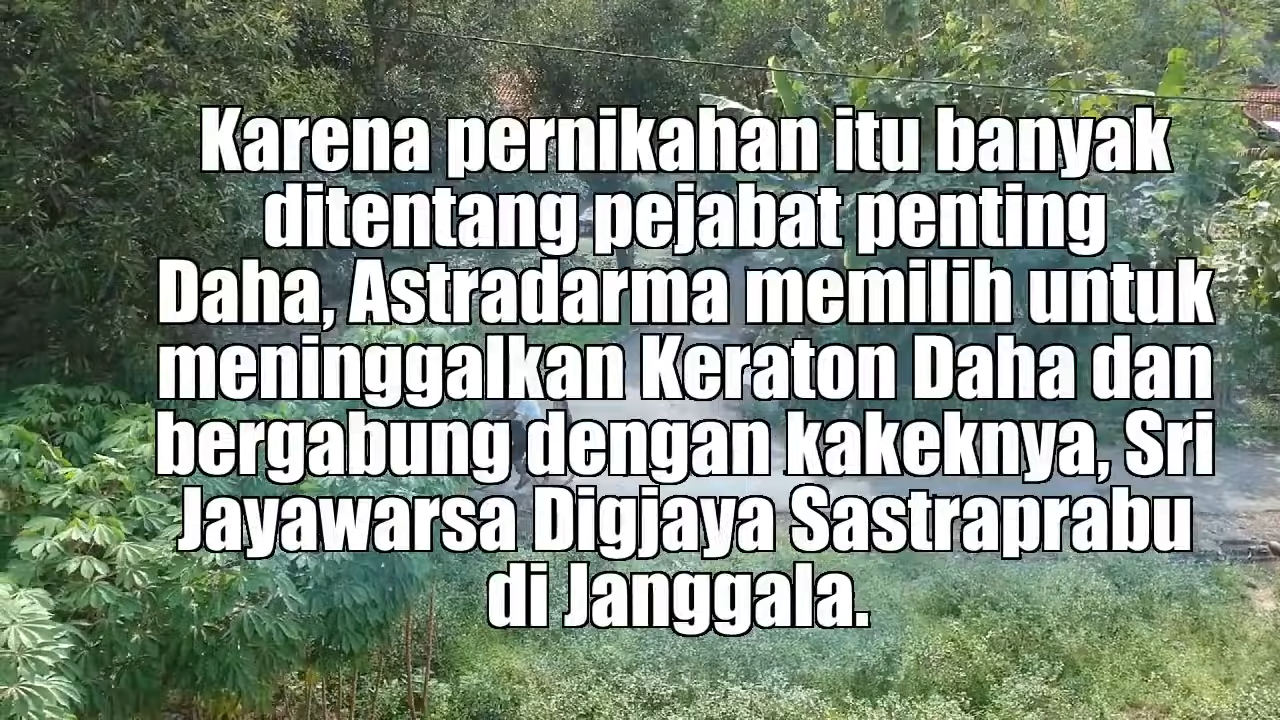 Karena pernikahan itu banyak
ditentang pejabat penting
Daha, Astradarma memilih untuk
meninggalkan Keraton Daha dan
bergabung dengan kakeknya, Sri
Jayawarsa Digjaya Sastraprabu
di Janggala.